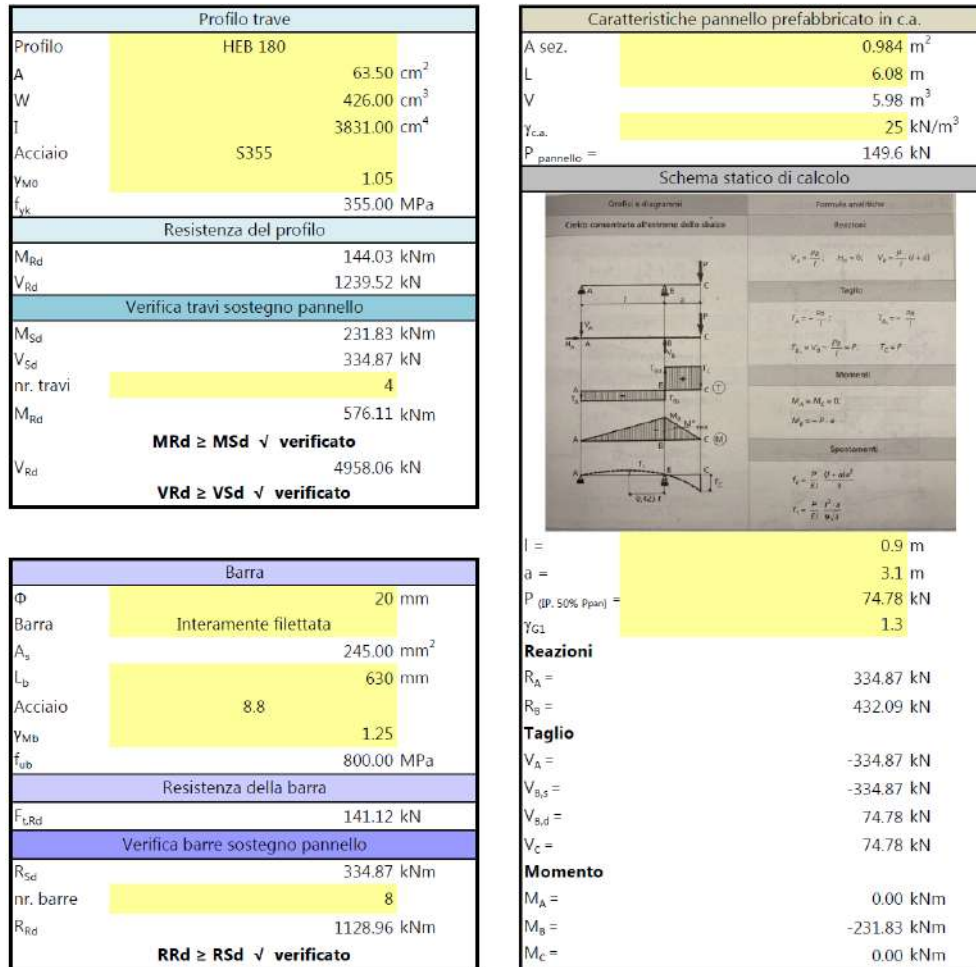 Profilo trave
Profilo HEB 180
A 63.50 cm²
W 426.00 cm³
I 3831.00 cm⁴
Acciaio S355
γM0 1.05
fyk 355.00 MPa
Resistenza del profilo
MRd 144.03 kNm
VRd 1239.52 kN
Verifica travi sostegno pannello
MSd 231.83 kNm
VSd 334.87 kN
nr. travi 4
MRd 576.11 kNm
MRd ≥ MSd √ verificato
VRd 4958.06 kN
VRd ≥ VSd √ verificato
Barra
Φ 20 mm
Barra Interamente filettata
As 245.00 mm²
Lb 630 mm
Acciaio 8.8
γMb 1.25
fub 800.00 MPa
Resistenza della barra
Ft,Rd 141.12 kN
Verifica barre sostegno pannello
RSd 334.87 kNm
nr. barre 8
RRd 1128.96 kNm
RRd ≥ RSd √ verificato
Caratteristiche pannello prefabbricato in c.a.
A sez. 0.984 m²
L 6.08 m
V 5.98 m³
γc.a. 25 kN/m³
P pannello = 149.6 kN
Schema statico di calcolo
Grafici e diagrammi Formule analitiche
Carico concentrato all'estremo dello sbalzo Reazioni
Taglio
Momenti
MA = MC = 0;
MB = - P · a
Spostamenti
l = 0.9 m
a = 3.1 m
P (IP. 50% Ppan) = 74.78 kN
γG1 1.3
Reazioni
RA = 334.87 kN
RB = 432.09 kN
Taglio
VA = -334.87 kN
VB,s = -334.87 kN
VB,d = 74.78 kN
VC = 74.78 kN
Momento
MA = 0.00 kNm
MB = -231.83 kNm
MC = 0.00 kNm